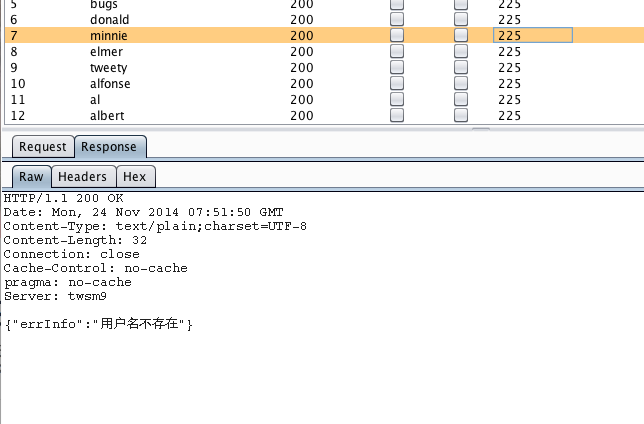 5 bugs 200 225
6 donald 200 225
7 minnie 200 225
8 elmer 200 225
9 tweety 200 225
10 alfonse 200 225
11 al 200 225
12 albert 200 225
Request Response
Raw Headers Hex
HTTP/1.1 200 OK
Date: Mon, 24 Nov 2014 07:51:50 GMT
Content-Type: text/plain;charset=UTF-8
Content-Length: 32
Connection: close
Cache-Control: no-cache
pragma: no-cache
Server: twsm9
{"errInfo":"用户名不存在"}